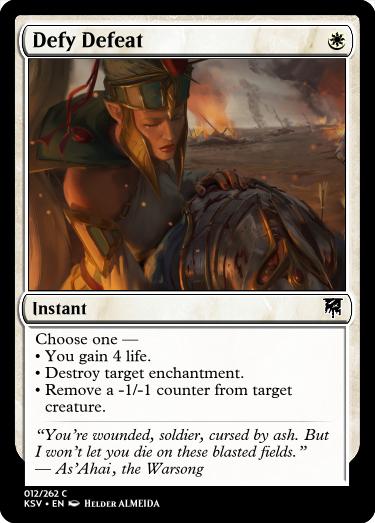 Defy Defeat
Instant
Choose one —
• You gain 4 life.
• Destroy target enchantment.
• Remove a -1/-1 counter from target
creature.
“You’re wounded, soldier, cursed by ash. But
I won’t let you die on these blasted fields.”
— As’Ahai, the Warsong
012/262 C
KSV • EN Helder ALMEIDA